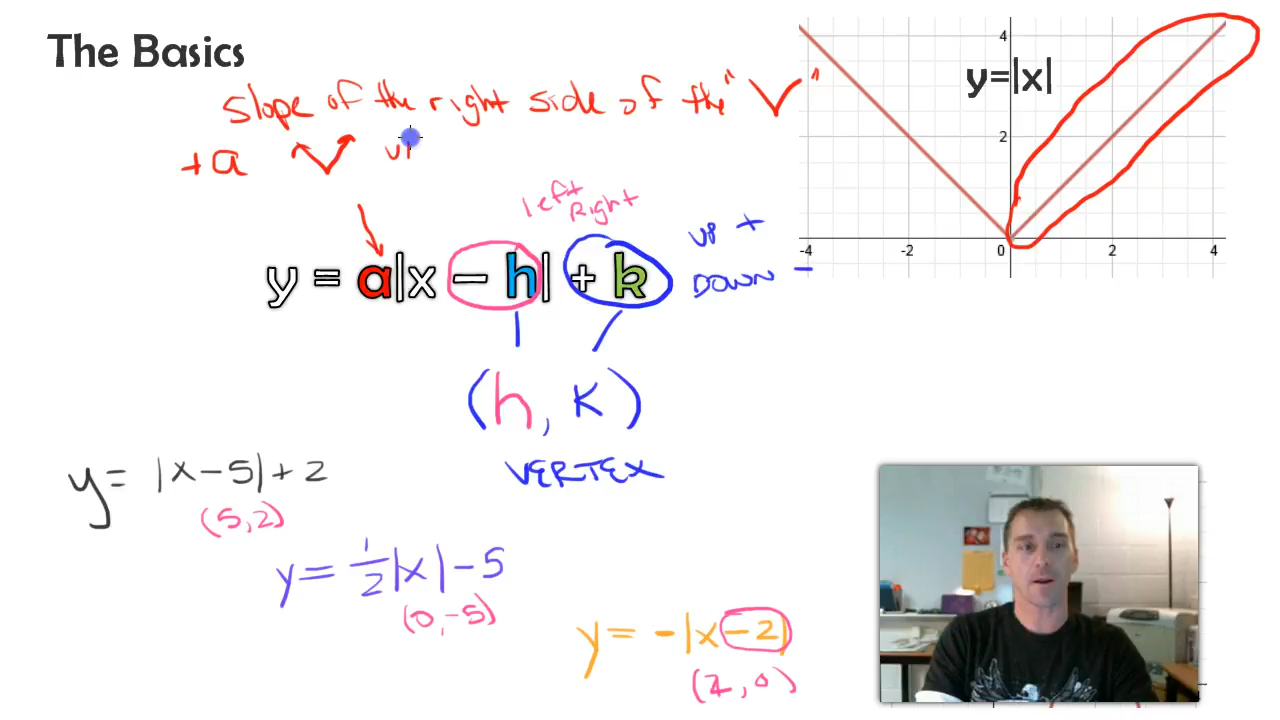 The Basics
slope of the right side of the "V"
+a up
y=|x|
4
2
-4 -2 0 2 4
left+
Right
y = a|x - h| + k
UP +
DOWN -
(h, k)
VERTEX
y = |x-5|+2
(5,2)
y = 1/2|x|-5
(0,-5)
y = -|x-2|
(2,0)